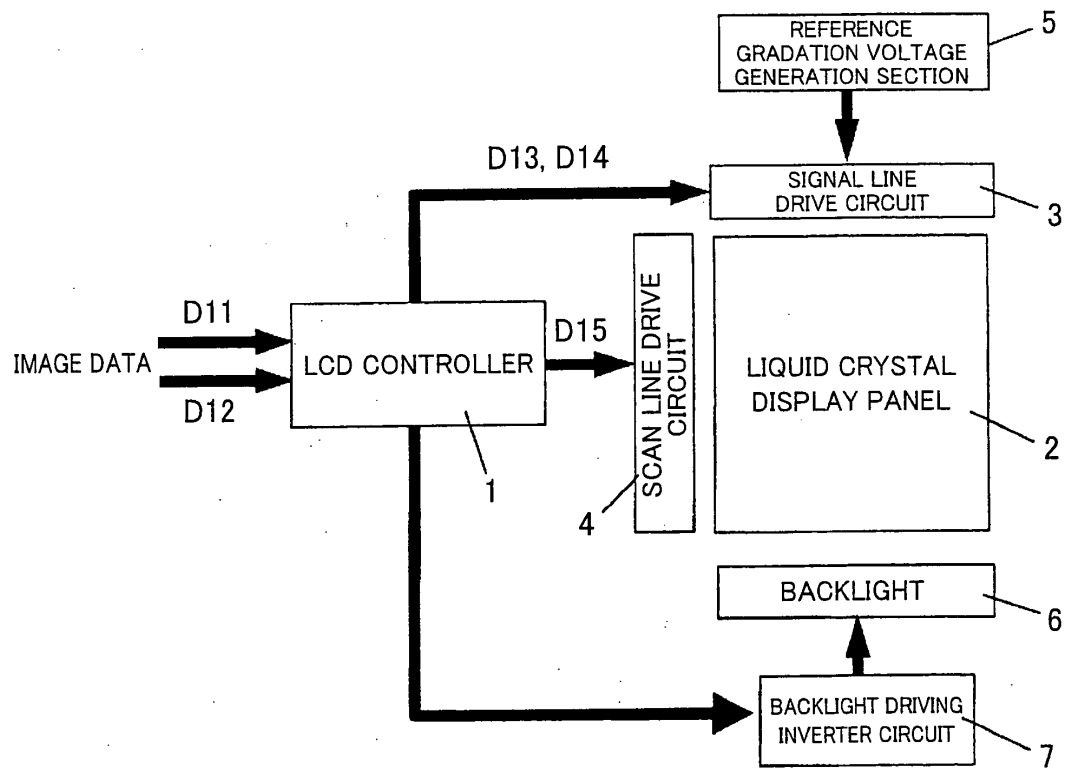 REFERENCE
GRADATION VOLTAGE
GENERATION SECTION
5
D13, D14
SIGNAL LINE
DRIVE CIRCUIT
3
D11
IMAGE DATA
D12
LCD CONTROLLER
1
D15
SCAN LINE DRIVE
CIRCUIT
4
LIQUID CRYSTAL
DISPLAY PANEL
2
BACKLIGHT
6
BACKLIGHT DRIVING
INVERTER CIRCUIT
7